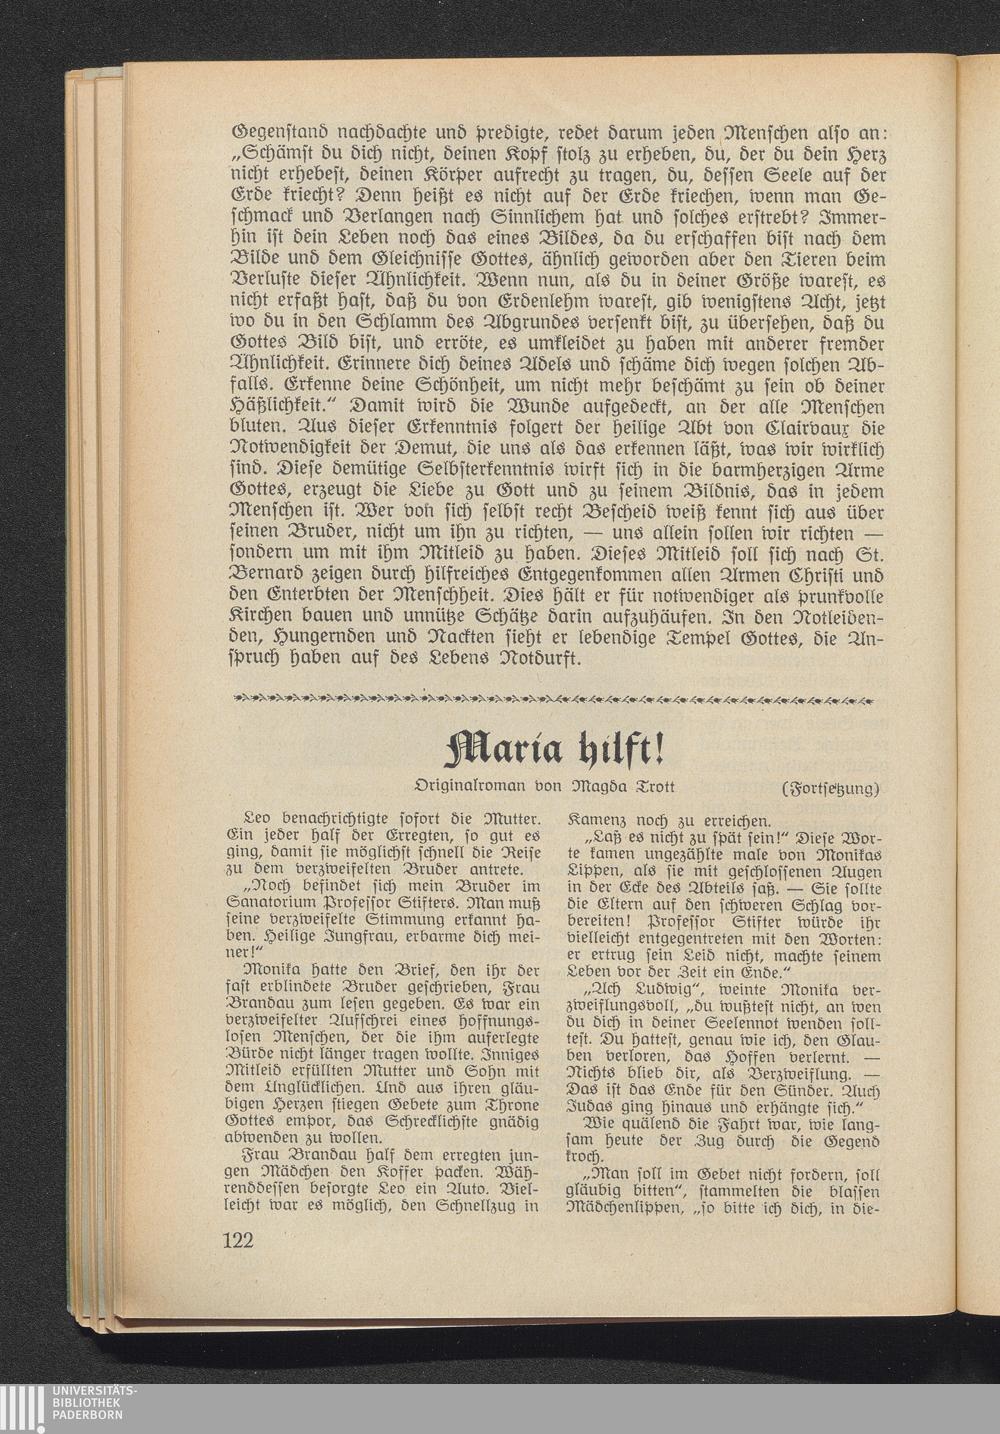 Gegenstand nachdachte und predigte, redet darum jeden Menschen also an:
„Schämst du dich nicht, deinen Kopf stolz zu erheben, du, der du dein Herz
nicht erhebest, deinen Körper aufrecht zu tragen, du, dessen Seele auf der
Erde kriecht? Denn heißt es nicht auf der Erde kriechen, wenn man Ge-
schmack und Verlangen nach Sinnlichem hat und solches erstrebt? Immer-
hin ist dein Leben noch das eines Bildes, da du erschaffen bist nach dem
Bilde und dem Gleichnisse Gottes, ähnlich geworden aber den Tieren beim
Verluste dieser Ähnlichkeit. Wenn nun, als du in deiner Größe warest, es
nicht erfaßt hast, daß du von Erdenlehm warest, gib wenigstens Acht, jetzt
wo du in den Schlamm des Abgrundes versenkt bist, zu übersehen, daß du
Gottes Bild bist, und erröte, es umkleidet zu haben mit anderer fremder
Ähnlichkeit. Erinnere dich deines Adels und schäme dich wegen solchen Ab-
falls. Erkenne deine Schönheit, um nicht mehr beschämt zu sein ob deiner
Häßlichkeit.“ Damit wird die Wunde aufgedeckt, an der alle Menschen
bluten. Aus dieser Erkenntnis folgert der heilige Abt von Clairvaux die
Notwendigkeit der Demut, die uns als das erkennen läßt, was wir wirklich
sind. Diese demütige Selbsterkenntnis wirft sich in die barmherzigen Arme
Gottes, erzeugt die Liebe zu Gott und zu seinem Bildnis, das in jedem
Menschen ist. Wer von sich selbst recht Bescheid weiß kennt sich aus über
seinen Bruder, nicht um ihn zu richten, — uns allein sollen wir richten —
sondern um mit ihm Mitleid zu haben. Dieses Mitleid soll sich nach St.
Bernard zeigen durch hilfreiches Entgegenkommen allen Armen Christi und
den Enterbten der Menschheit. Dies hält er für notwendiger als prunkvolle
Kirchen bauen und unnütze Schätze darin aufzuhäufen. In den Notleiden-
den, Hungernden und Nackten sieht er lebendige Tempel Gottes, die An-
spruch haben auf des Lebens Notdurft.
Maria hilft!
Originalroman von Magda Trott (Fortsetzung)
Leo benachrichtigte sofort die Mutter.
Ein jeder half der Erregten, so gut es
ging, damit sie möglichst schnell die Reise
zu dem verzweifelten Bruder antrete.
„Noch befindet sich mein Bruder im
Sanatorium Professor Stifters. Man muß
seine verzweifelte Stimmung erkannt ha-
ben. Heilige Jungfrau, erbarme dich mei-
ner!“
Monika hatte den Brief, den ihr der
fast erblindete Bruder geschrieben, Frau
Brandau zum lesen gegeben. Es war ein
verzweifelter Aufschrei eines hoffnungs-
losen Menschen, der die ihm auferlegte
Bürde nicht länger tragen wollte. Inniges
Mitleid erfüllten Mutter und Sohn mit
dem Unglücklichen. Und aus ihren gläu-
bigen Herzen stiegen Gebete zum Throne
Gottes empor, das Schrecklichste gnädig
abwenden zu wollen.
Frau Brandau half dem erregten jun-
gen Mädchen den Koffer packen. Wäh-
renddessen besorgte Leo ein Auto. Viel-
leicht war es möglich, den Schnellzug in
Kamenz noch zu erreichen.
„Laß es nicht zu spät sein!“ Diese Wor-
te kamen ungezählte male von Monikas
Lippen, als sie mit geschlossenen Augen
in der Ecke des Abteils saß. — Sie sollte
die Eltern auf den schweren Schlag vor-
bereiten! Professor Stifter würde ihr
vielleicht entgegentreten mit den Worten:
er ertrug sein Leid nicht, machte seinem
Leben vor der Zeit ein Ende.“
„Ach Ludwig“, weinte Monika ver-
zweiflungsvoll, „du wußtest nicht, an wen
du dich in deiner Seelennot wenden soll-
test. Du hattest, genau wie ich, den Glau-
ben verloren, das Hoffen verlernt. —
Nichts blieb dir, als Verzweiflung. —
Das ist das Ende für den Sünder. Auch
Judas ging hinaus und erhängte sich.“
Wie quälend die Fahrt war, wie lang-
sam heute der Zug durch die Gegend
kroch.
„Man soll im Gebet nicht fordern, soll
gläubig bitten“, stammelten die blassen
Mädchenlippen, „so bitte ich dich, in die-
122
UNIVERSITÄTS-
BIBLIOTHEK
PADERBORN